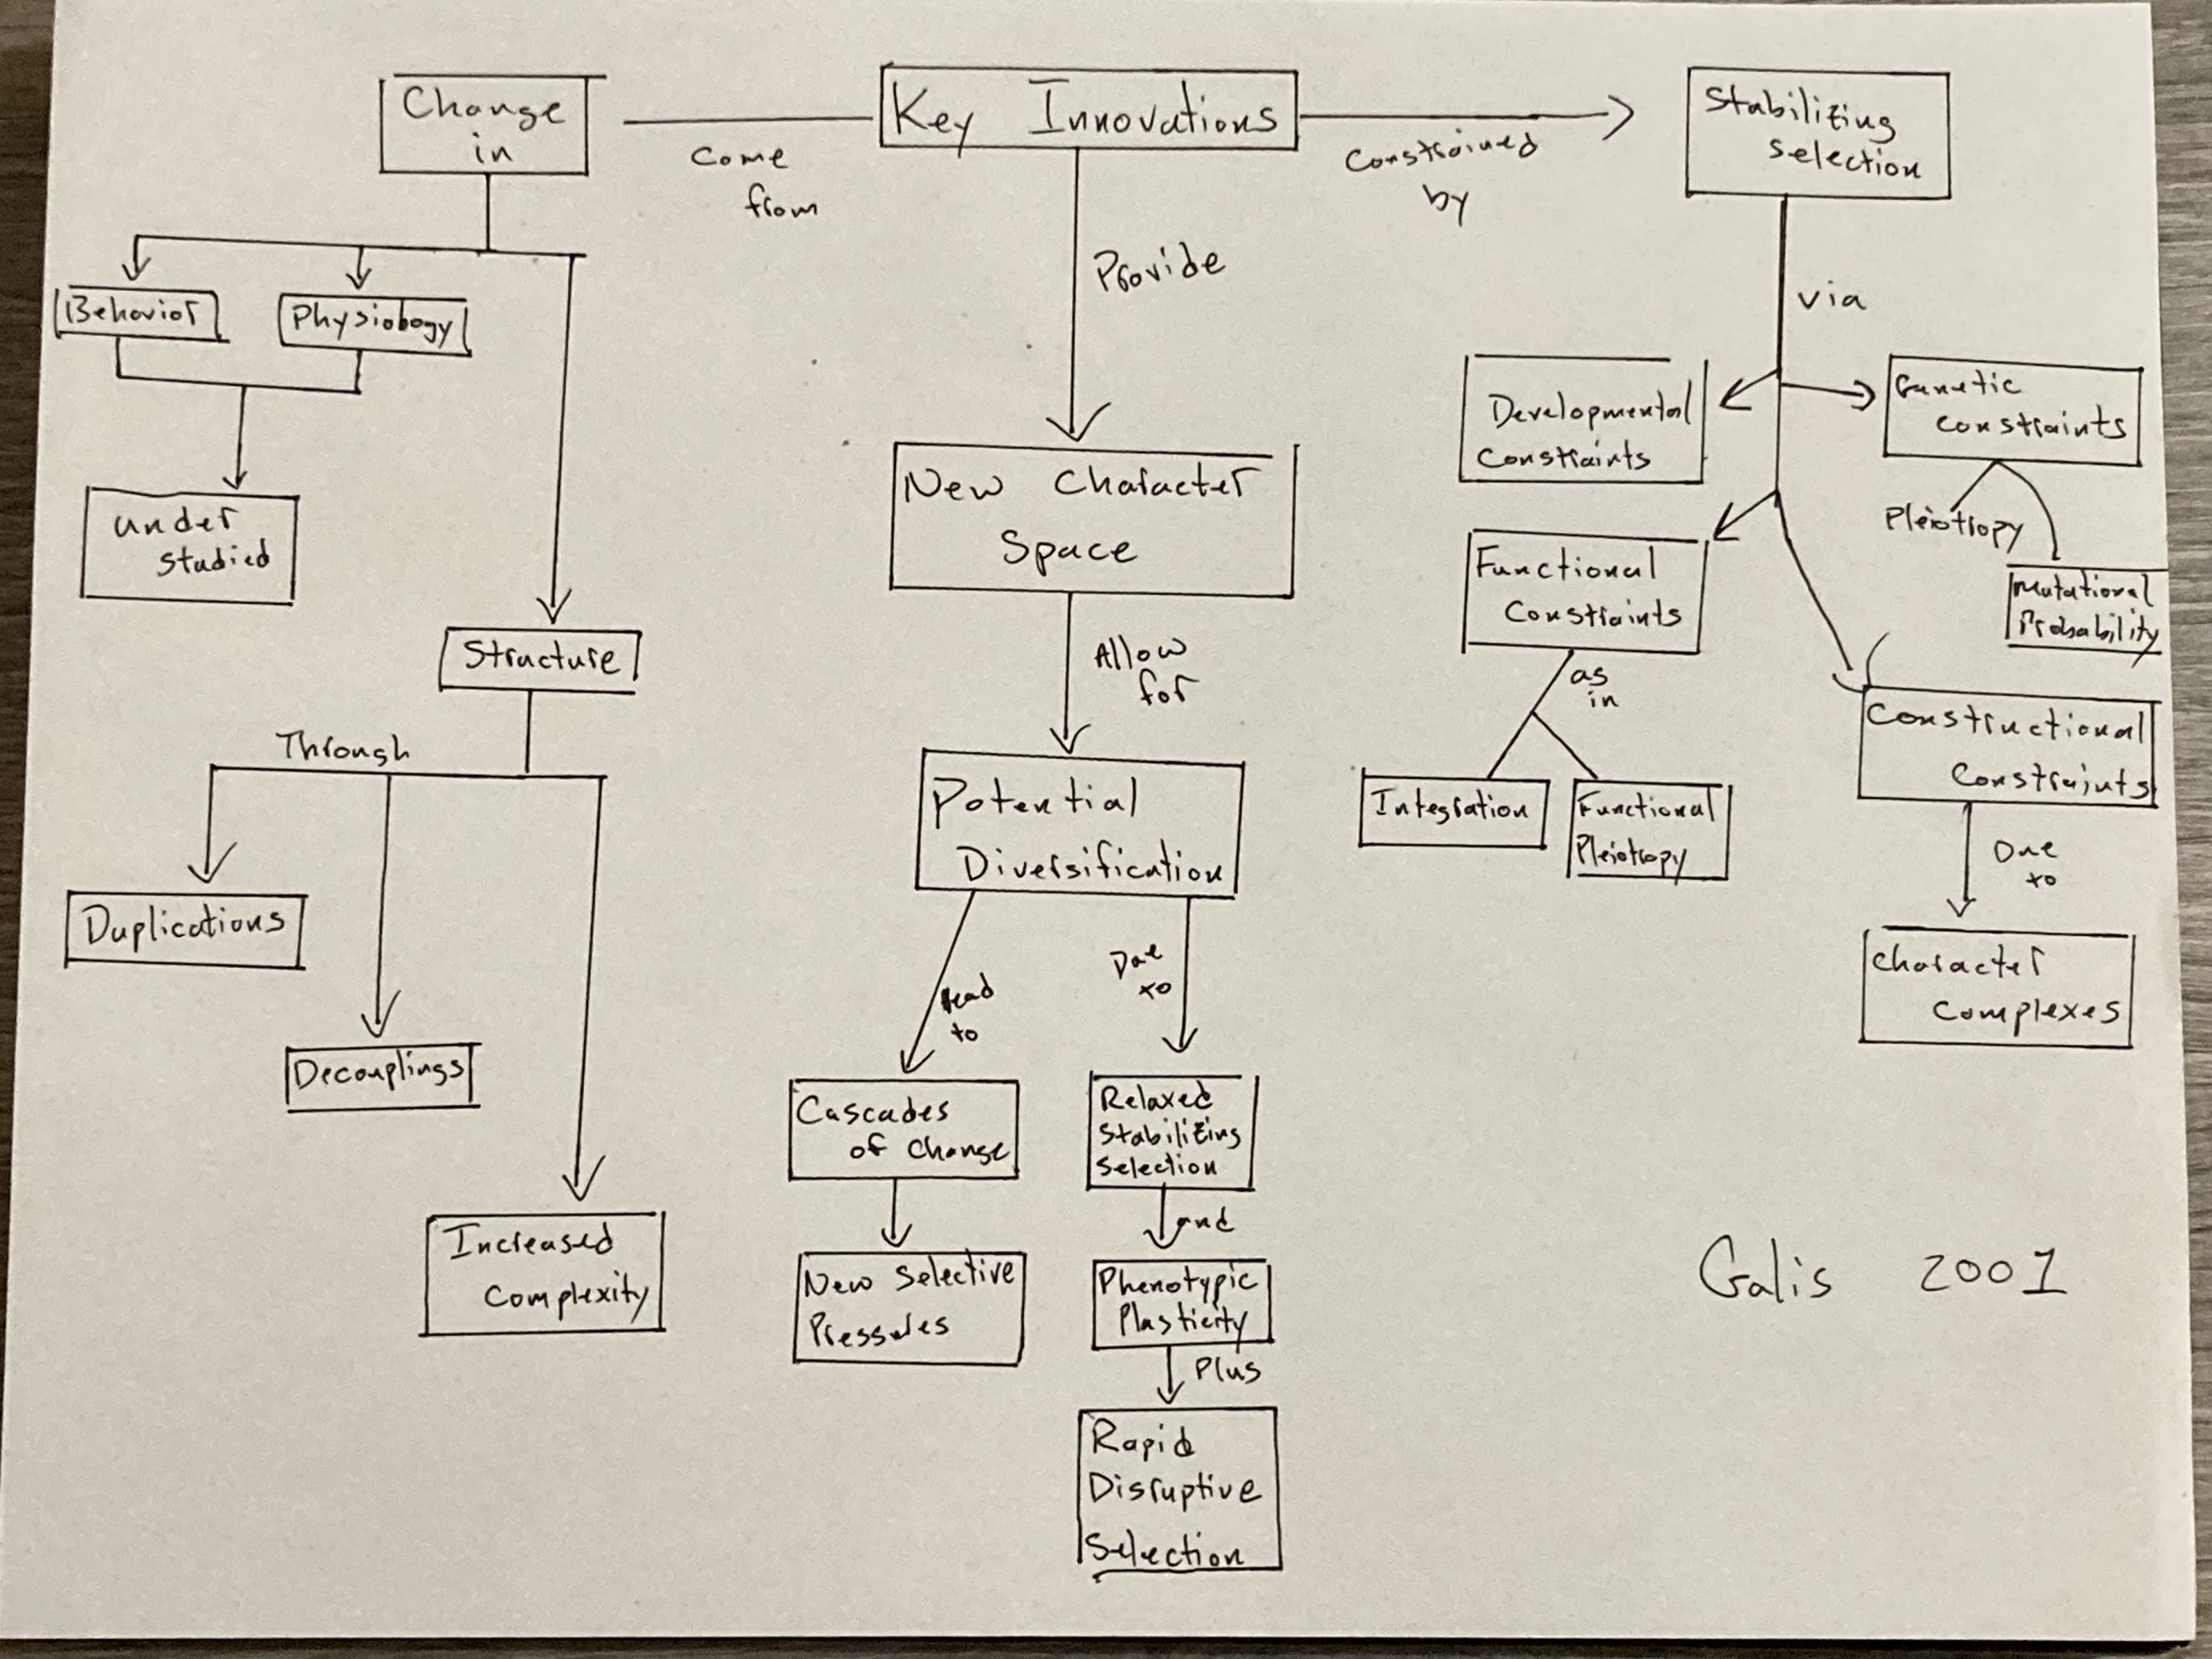 Change
in
Come
from
Key Innovations
Constrained
by
Stabilizing
selection
Behavior
Physiology
under
studied
Structure
Through
Duplications
Decouplings
Increased
Complexity
Provide
New Character
Space
Allow
for
Potential
Diversification
lead
to
Due
to
Cascades
of Change
New Selective
Pressures
Relaxed
Stabilizing
Selection
and
Phenotypic
Plasticity
Plus
Rapid
Disruptive
Selection
via
Developmental
Constraints
Genetic
constraints
Pleiotropy
Mutational
Probability
Functional
Constraints
as
in
Integration
Functional
Pleiotropy
Constructional
Constraints
Due
to
Character
Complexes
Galis 2001